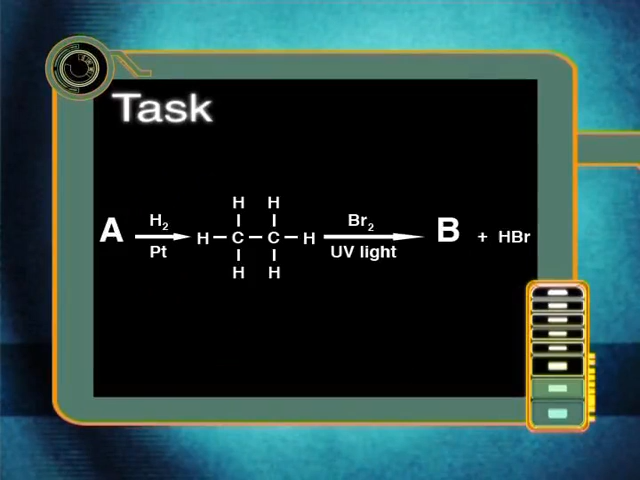 Task
H H
H₂ Br₂
A H – C – C – H B + HBr
Pt UV light
H H